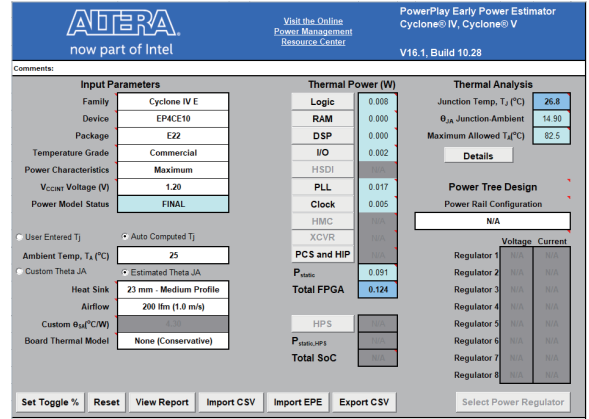 ALTERA.
now part of Intel
Visit the Online
Power Management
Resource Center
PowerPlay Early Power Estimator
Cyclone® IV, Cyclone® V
V16.1, Build 10.28
Comments:
Input Parameters
Family Cyclone IV E
Device EP4CE10
Package E22
Temperature Grade Commercial
Power Characteristics Maximum
VCCINT Voltage (V) 1.20
Power Model Status FINAL
User Entered Tj Auto Computed Tj
Ambient Temp, TA (°C) 25
Custom Theta JA Estimated Theta JA
Heat Sink 23 mm - Medium Profile
Airflow 200 lfm (1.0 m/s)
Custom θSA(°C/W)
Board Thermal Model None (Conservative)
Thermal Power (W)
Logic 0.008
RAM 0.000
DSP 0.000
I/O 0.002
HSDI N/A
PLL 0.017
Clock 0.005
HMC N/A
XCVR N/A
PCS and HIP N/A
Pstatic 0.091
Total FPGA 0.124
HPS N/A
Pstatic,HPS N/A
Total SoC N/A
Thermal Analysis
Junction Temp, TJ (°C) 26.8
θJA Junction-Ambient 14.90
Maximum Allowed TA(°C) 82.5
Details
Power Tree Design
Power Rail Configuration
N/A
Voltage Current
Regulator 1 N/A N/A
Regulator 2 N/A N/A
Regulator 3 N/A N/A
Regulator 4 N/A N/A
Regulator 5 N/A N/A
Regulator 6 N/A N/A
Regulator 7 N/A N/A
Regulator 8 N/A N/A
Set Toggle % Reset View Report Import CSV Import EPE Export CSV Select Power Regulator